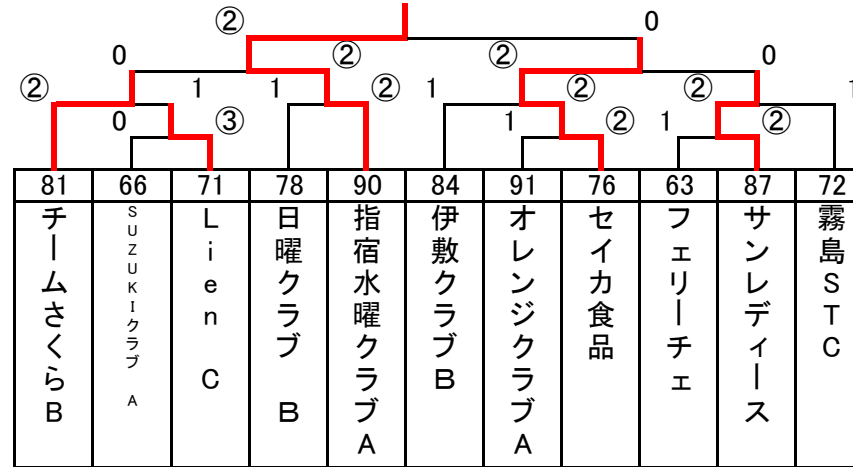 ② 0
0 ② ② 0
② 1 1 ② 1 ② ② 1
0 ③ 1 ② 1 ②
81 66 71 78 90 84 91 76 63 87 72
チームさくらB
SUZUKIクラブ A
Lien C
日曜クラブ B
指宿水曜クラブA
伊敷クラブB
オレンジクラブA
セイカ食品
フェリーチェ
サンレディース
霧島STC